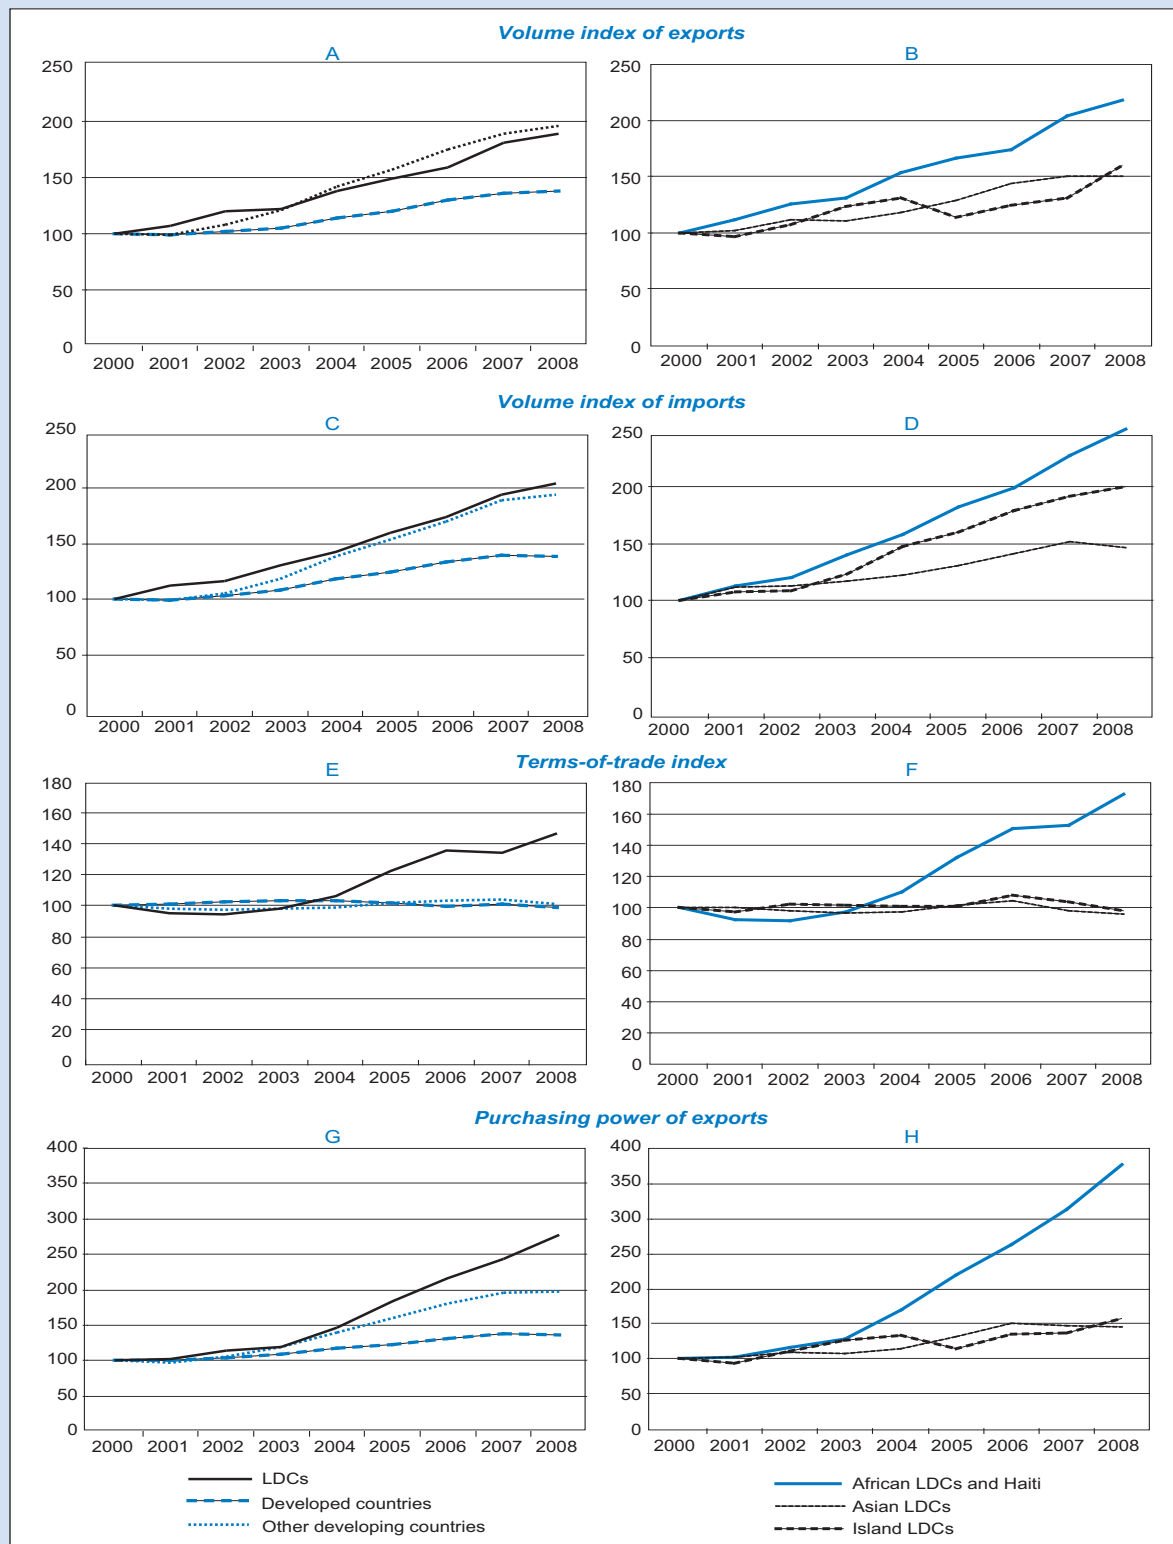 Volume index of exports
A
B
250
200
150
100
50
0
2000 2001 2002 2003 2004 2005 2006 2007 2008
250
200
150
100
50
0
2000 2001 2002 2003 2004 2005 2006 2007 2008
Volume index of imports
C
D
250
200
150
100
50
0
2000 2001 2002 2003 2004 2005 2006 2007 2008
250
200
150
100
50
0
2000 2001 2002 2003 2004 2005 2006 2007 2008
Terms-of-trade index
E
F
180
160
140
120
100
80
60
40
20
0
2000 2001 2002 2003 2004 2005 2006 2007 2008
180
160
140
120
100
80
60
40
20
0
2000 2001 2002 2003 2004 2005 2006 2007 2008
Purchasing power of exports
G
H
400
350
300
250
200
150
100
50
0
2000 2001 2002 2003 2004 2005 2006 2007 2008
400
350
300
250
200
150
100
50
0
2000 2001 2002 2003 2004 2005 2006 2007 2008
LDCs
Developed countries
Other developing countries
African LDCs and Haiti
Asian LDCs
Island LDCs